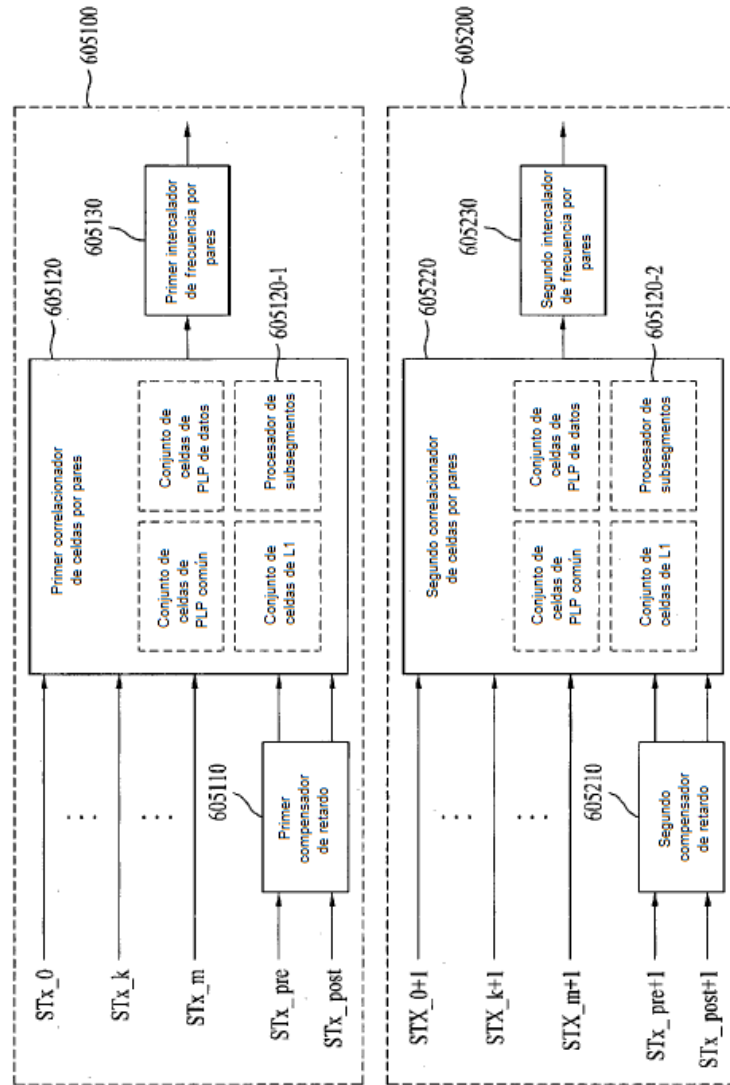 605100
605120
605130
Primer correlacionador
de celdas por pares
Primer intercalador
de frecuencia por
pares
STx_0
STx_k
STx_m
STx_pre
STx_post
605110
Primer
compensador
de retardo
Conjunto de
celdas de
PLP común
Conjunto de
celdas de
PLP de datos
Conjunto de
celdas de L1
Procesador de
subsegmentos
605120-1
605200
605220
605230
Segundo correlacionador
de celdas por pares
Segundo intercalador
de frecuencia por
pares
STX_0+1
STX_k+1
STX_m+1
STx_pre+1
STx_post+1
605210
Segundo
compensador
de retardo
Conjunto de
celdas de
PLP común
Conjunto de
celdas de
PLP de datos
Conjunto de
celdas de L1
Procesador de
subsegmentos
605120-2